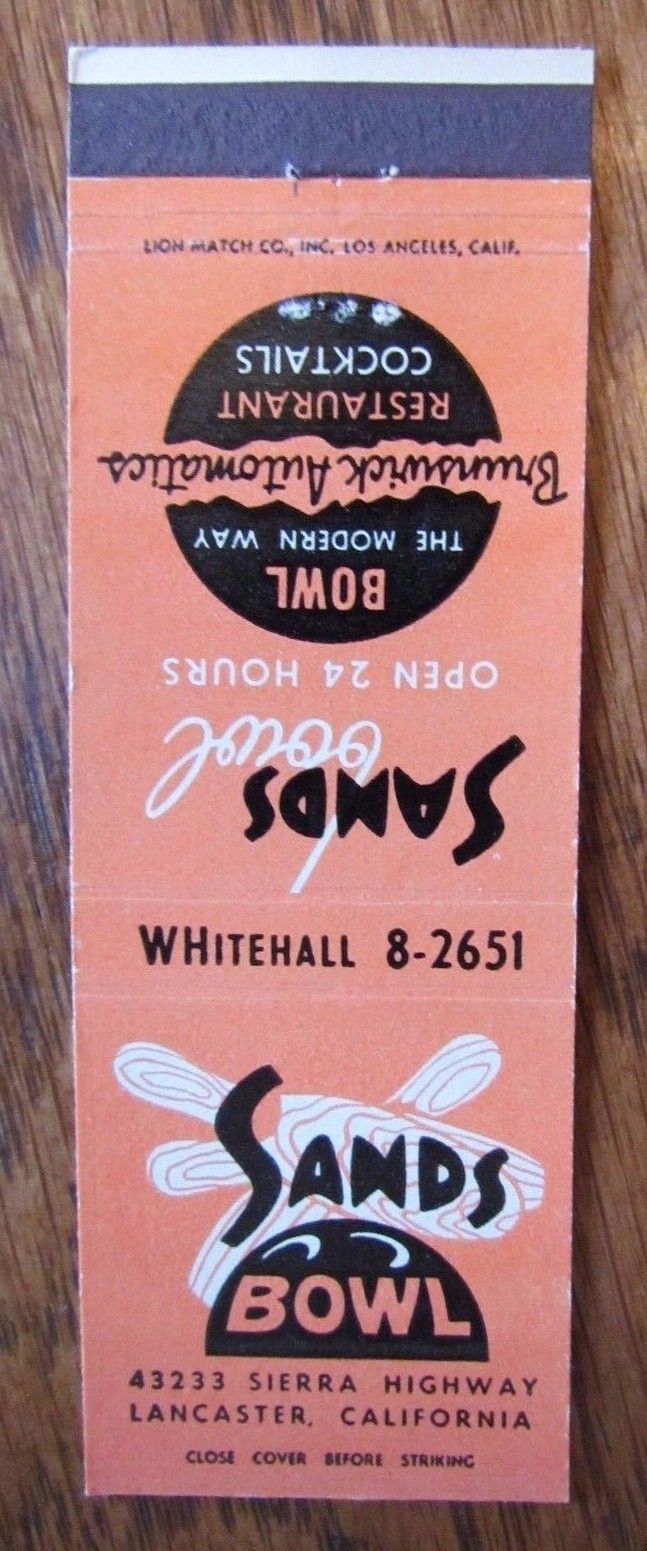 LION MATCH CO., INC. LOS ANGELES, CALIF.
SANDS
bowl
OPEN 24 HOURS
BOWL
THE MODERN WAY
Brunswick Automatics
RESTAURANT
COCKTAILS
WHITEHALL 8-2651
SANDS
BOWL
43233 SIERRA HIGHWAY
LANCASTER, CALIFORNIA
CLOSE COVER BEFORE STRIKING